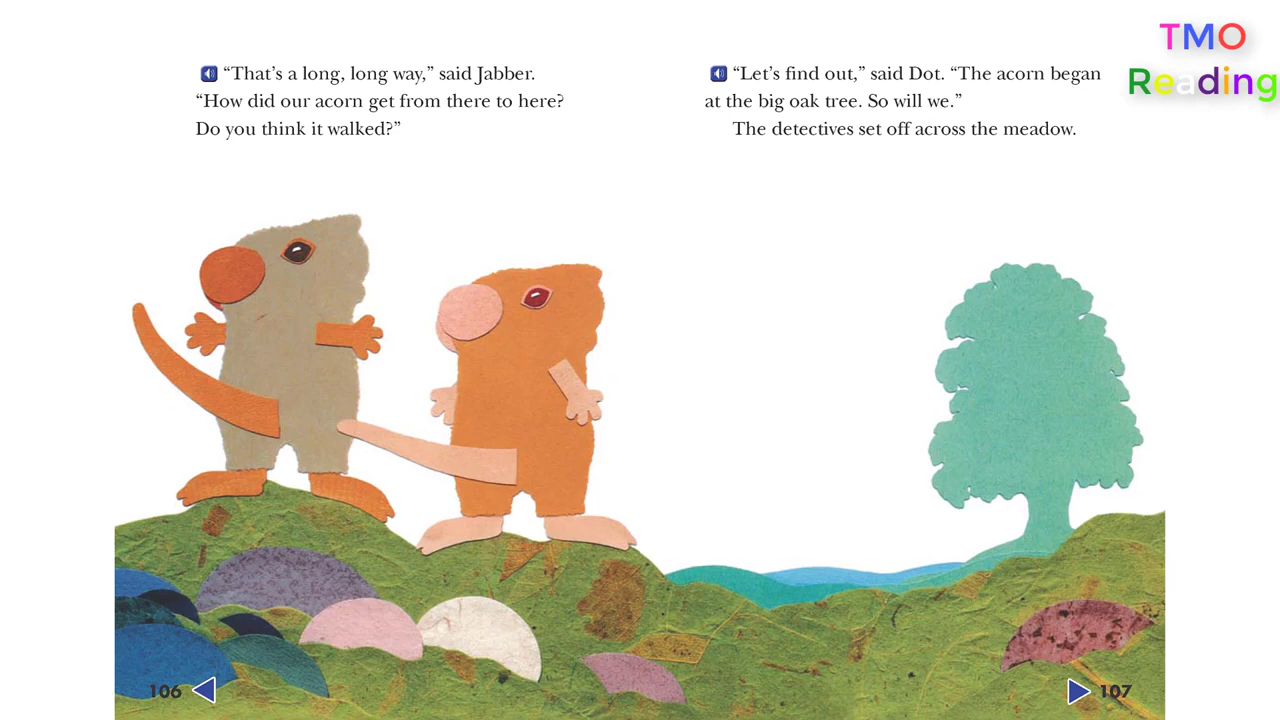 “That’s a long, long way,” said Jabber.
“How did our acorn get from there to here?
Do you think it walked?”
“Let’s find out,” said Dot. “The acorn began
at the big oak tree. So will we.”
The detectives set off across the meadow.
TMO
Reading
106
107